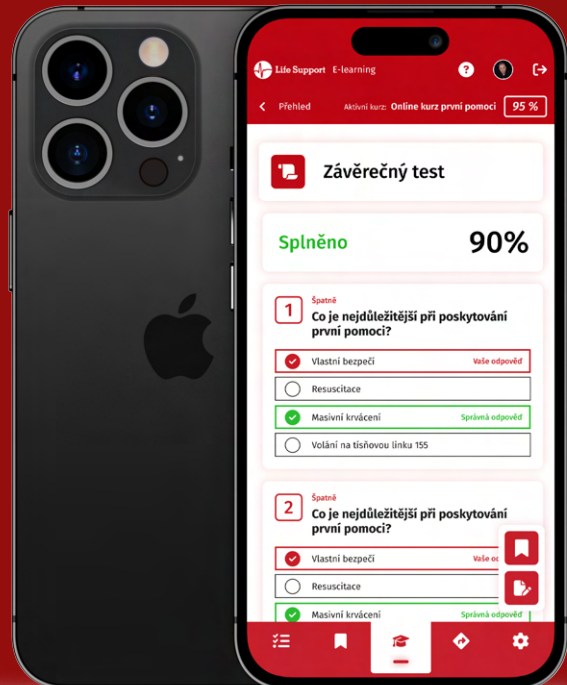 Life Support E-learning
?
Přehled Aktivní kurz: Online kurz první pomoci 95 %
Závěrečný test
Splněno 90%
1 Špatně
Co je nejdůležitější při poskytování
první pomoci?
Vlastní bezpečí Vaše odpověď
Resuscitace
Masivní krvácení Správná odpověď
Volání na tísňovou linku 155
2 Špatně
Co je nejdůležitější při poskytování
první pomoci?
Vlastní bezpečí Vaše
Resuscitace
Masivní krvácení Správná odpověď